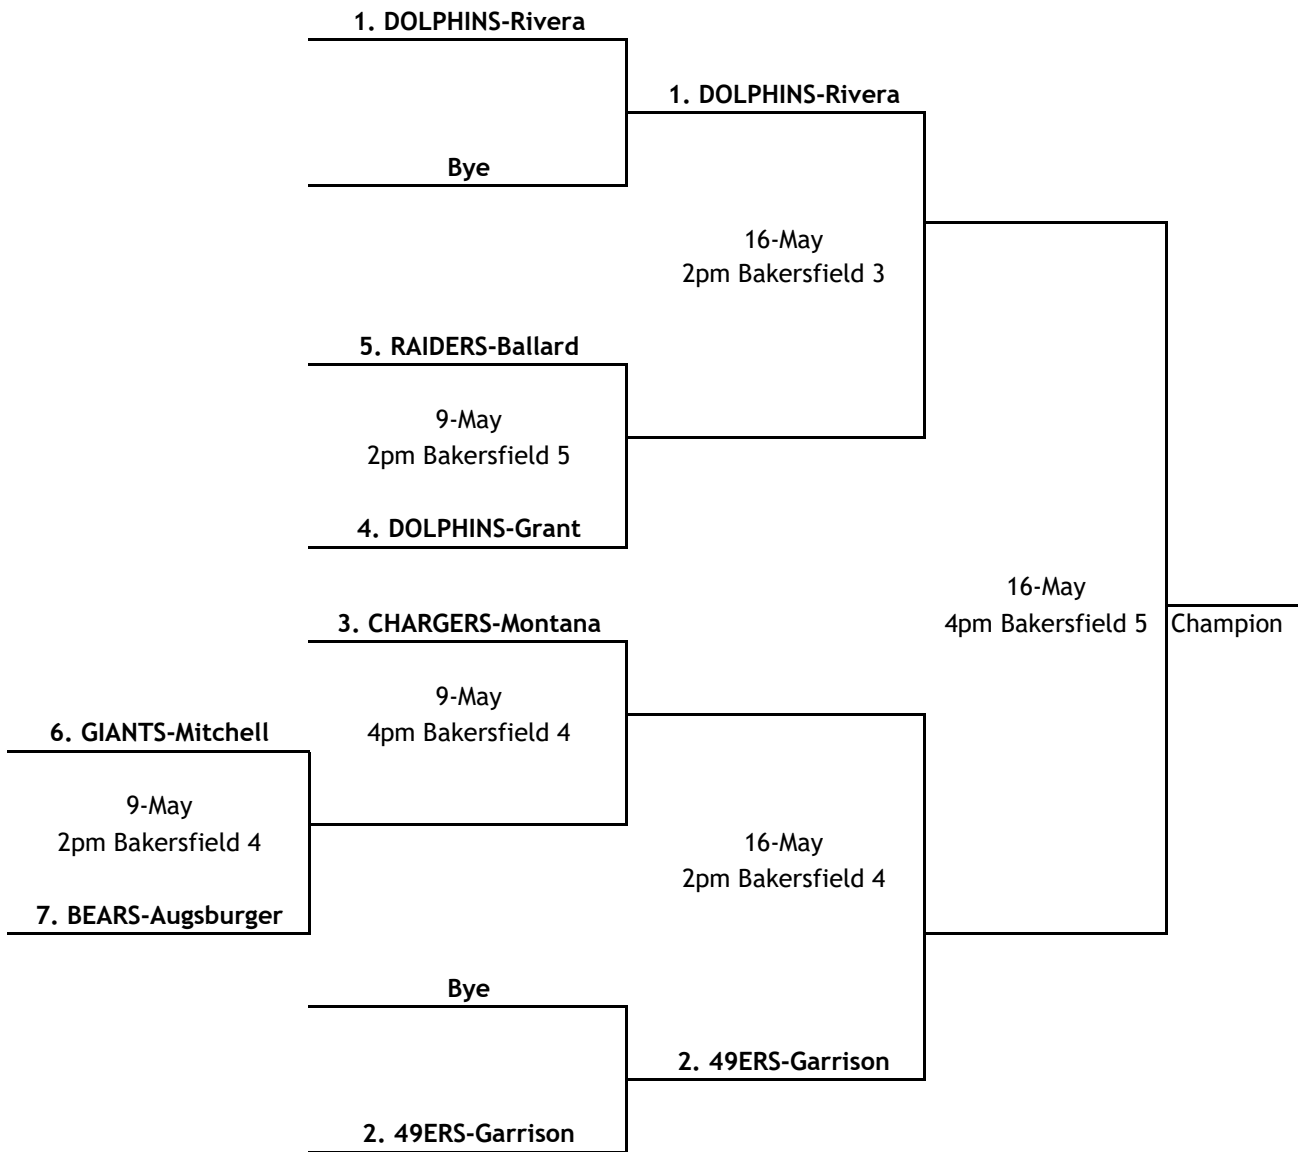 1. DOLPHINS-Rivera
1. DOLPHINS-Rivera
Bye
16-May
2pm Bakersfield 3
5. RAIDERS-Ballard
9-May
2pm Bakersfield 5
4. DOLPHINS-Grant
16-May
4pm Bakersfield 5
Champion
3. CHARGERS-Montana
9-May
4pm Bakersfield 4
6. GIANTS-Mitchell
9-May
2pm Bakersfield 4
16-May
2pm Bakersfield 4
7. BEARS-Augsburger
Bye
2. 49ERS-Garrison
2. 49ERS-Garrison